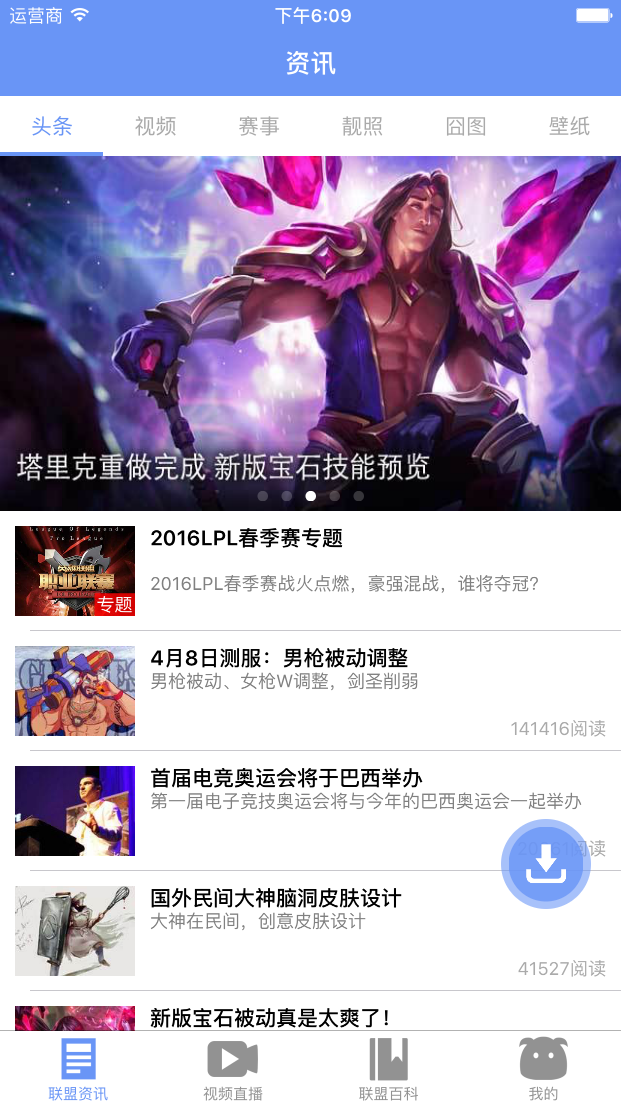 运营商
下午6:09
资讯
头条 视频 赛事 靓照 囧图 壁纸
塔里克重做完成 新版宝石技能预览
League Of Legends
Pro League
英雄联盟
职业联赛
专题
2016LPL春季赛专题
2016LPL春季赛战火点燃，豪强混战，谁将夺冠?
4月8日测服：男枪被动调整
男枪被动、女枪W调整，剑圣削弱
141416阅读
首届电竞奥运会将于巴西举办
第一届电子竞技奥运会将与今年的巴西奥运会一起举办
阅读
国外民间大神脑洞皮肤设计
大神在民间，创意皮肤设计
41527阅读
新版宝石被动真是太爽了！
联盟资讯 视频直播 联盟百科 我的